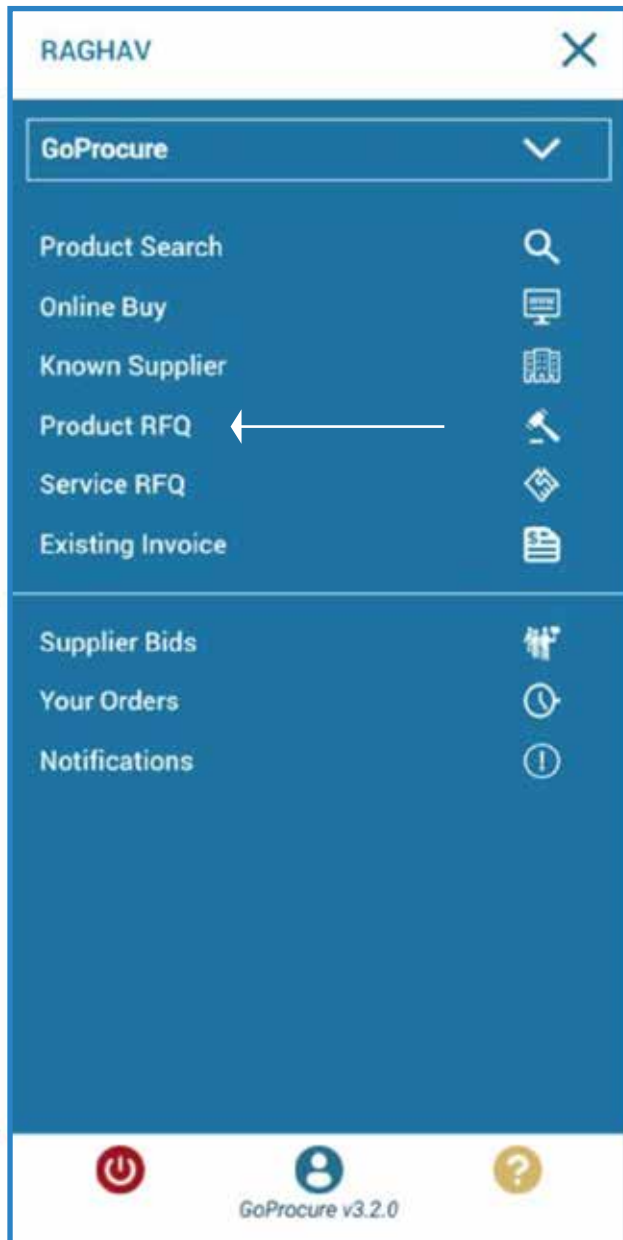 RAGHAV
GoProcure
Product Search
Online Buy
Known Supplier
Product RFQ
Service RFQ
Existing Invoice
Supplier Bids
Your Orders
Notifications
GoProcure v3.2.0